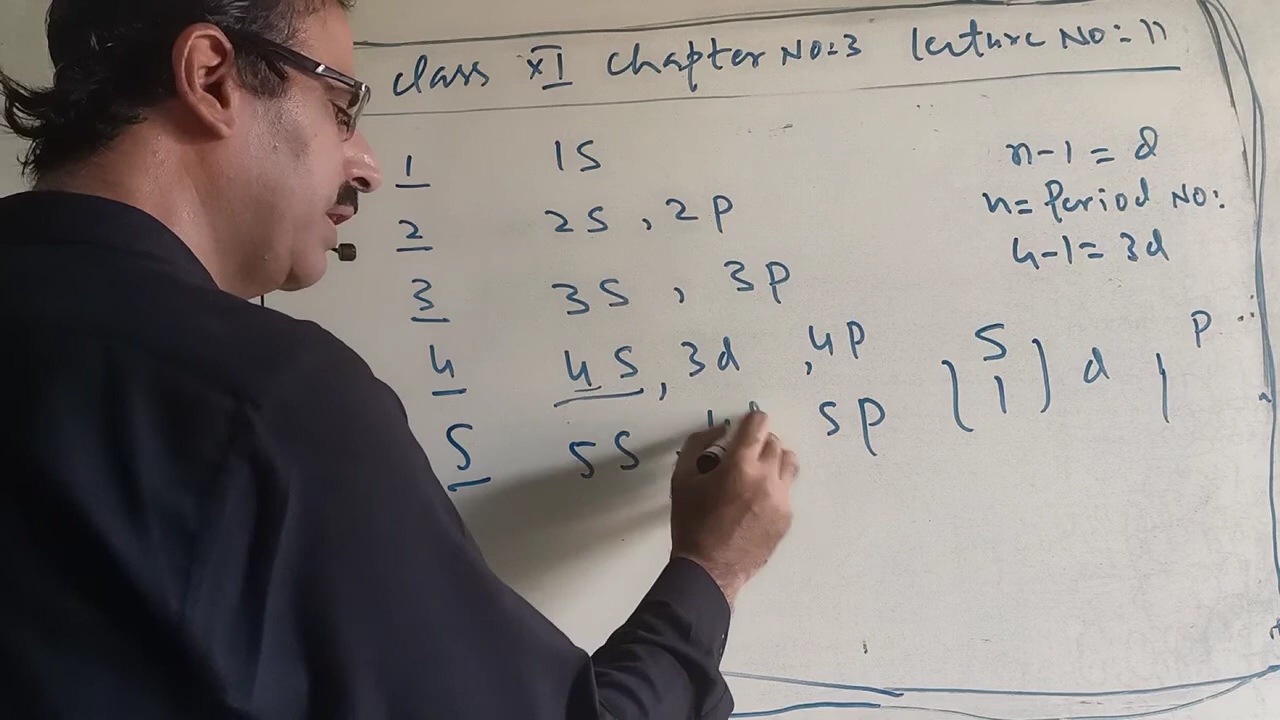 class XI chapter No:3 lecture No: 11
1 1S
2 2S , 2P
3 3S , 3P
4 4S , 3d , 4P
5 5S , 5P
n-1 = d
n= Period No:
4-1= 3d
S P
1 d